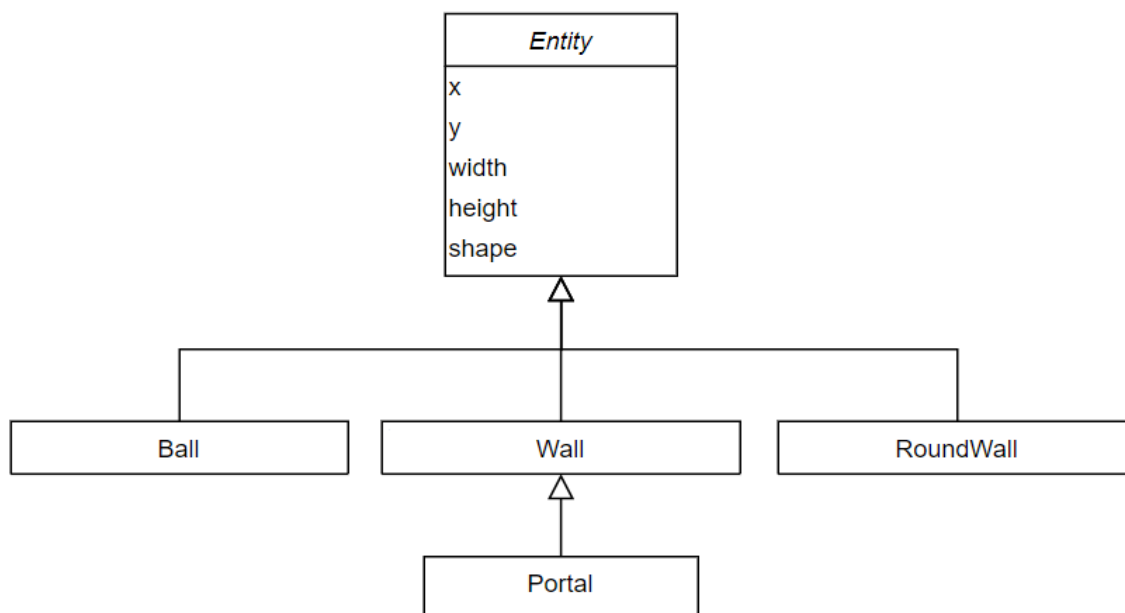 Entity
x
y
width
height
shape
Ball
Wall
RoundWall
Portal